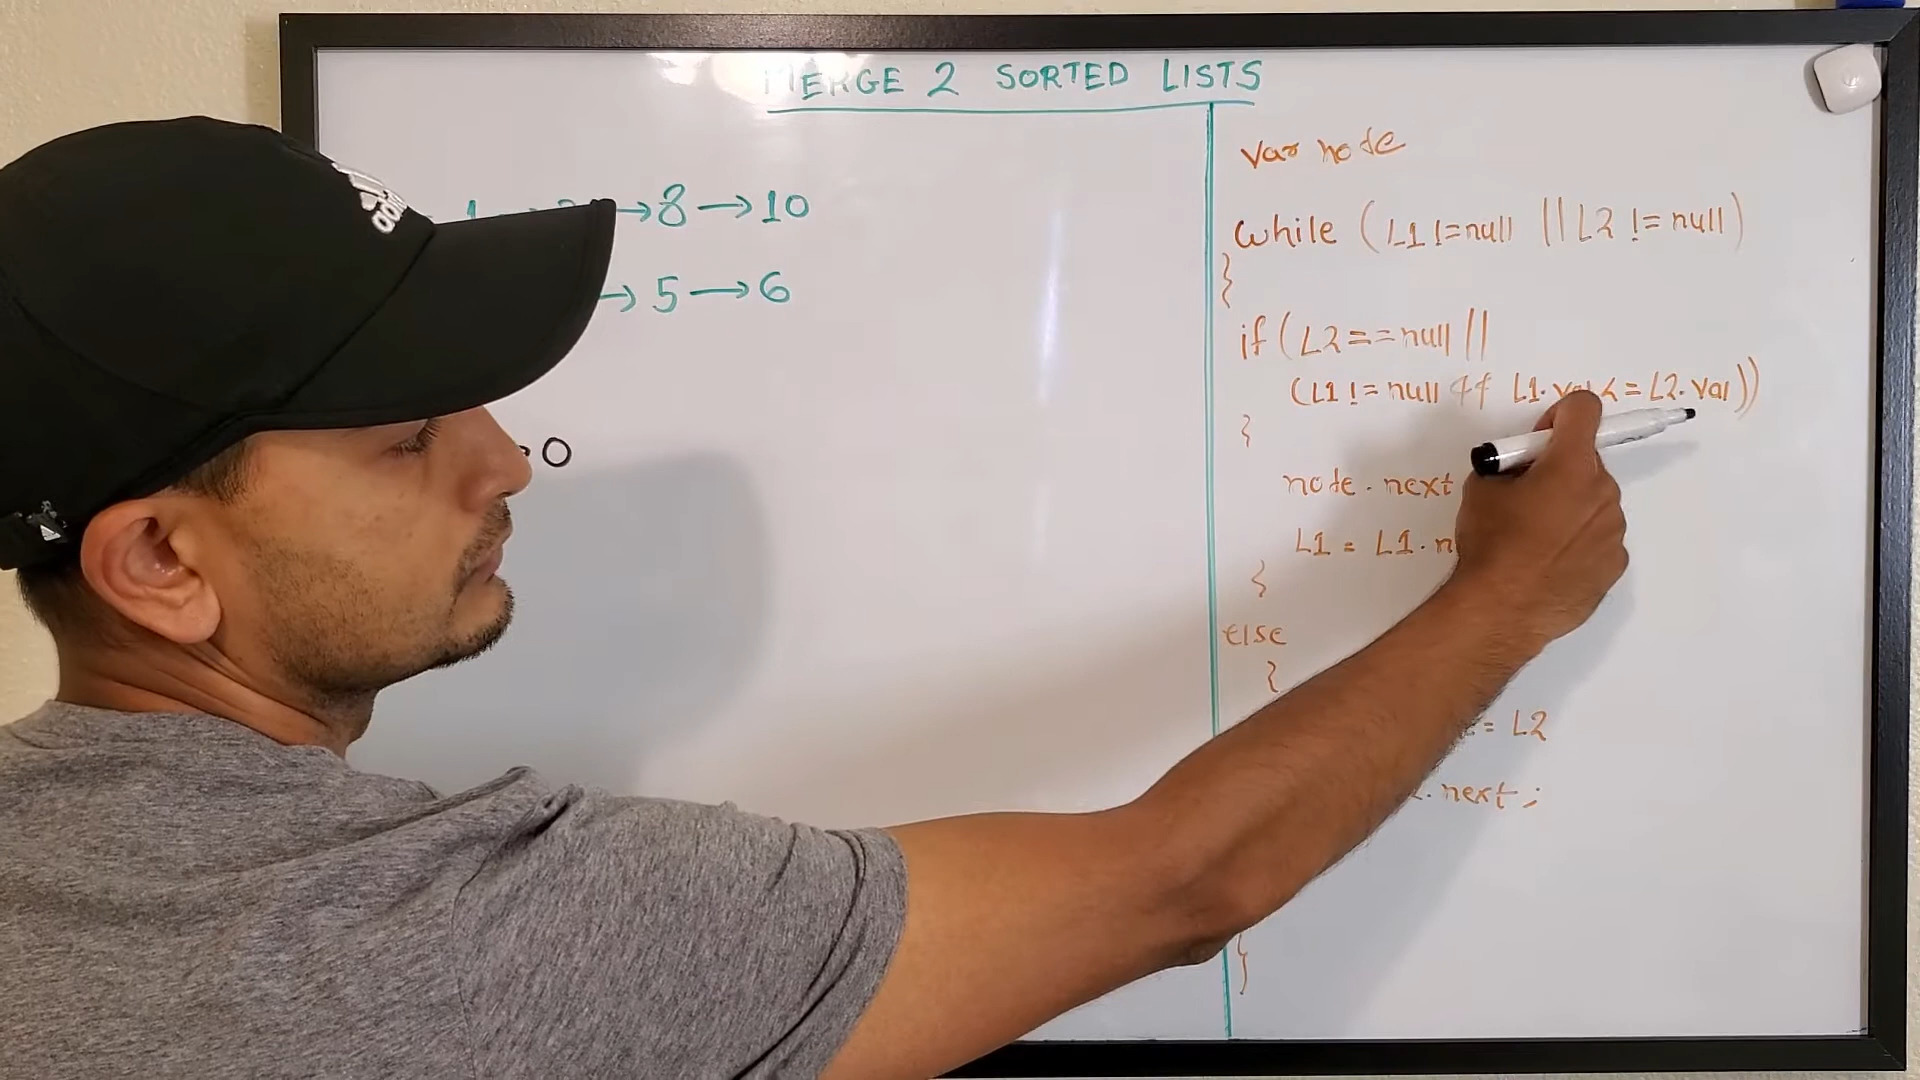 MERGE 2 SORTED LISTS
→8→10
→5→6
0
var node
while (L1!=null || L2 != null)
{
if (L2==null ||
(L1 != null && L1.val <= L2.val))
{
node.next
L1 = L1.n
}
else
{
= L2
.next;
}